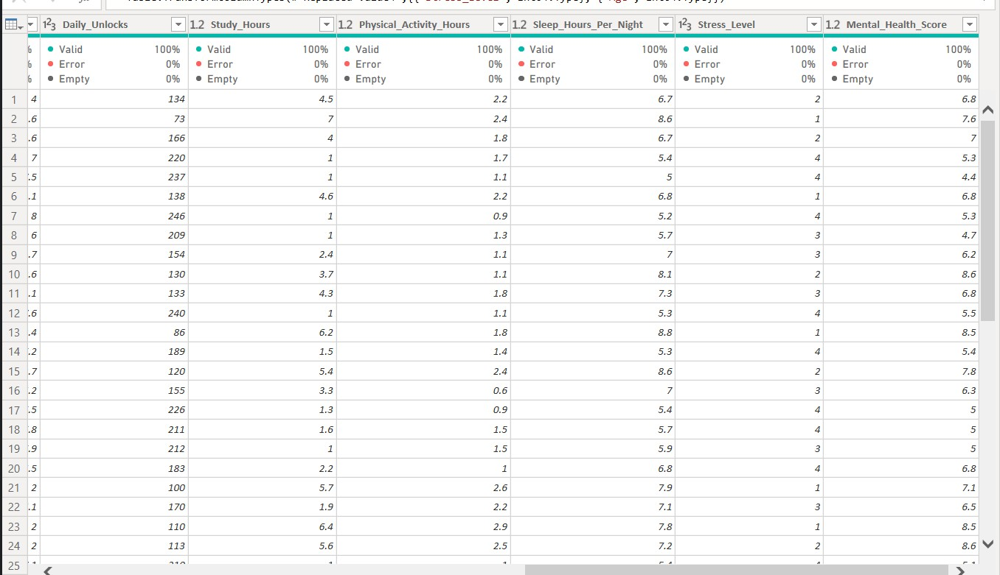 1²3 Daily_Unlocks 1.2 Study_Hours 1.2 Physical_Activity_Hours 1.2 Sleep_Hours_Per_Night 1²3 Stress_Level 1.2 Mental_Health_Score
% Valid 100% Valid 100% Valid 100% Valid 100% Valid 100% Valid 100%
% Error 0% Error 0% Error 0% Error 0% Error 0% Error 0%
% Empty 0% Empty 0% Empty 0% Empty 0% Empty 0% Empty 0%
1 4 134 4.5 2.2 6.7 2 6.8
2 .6 73 7 2.4 8.6 1 7.6
3 .6 166 4 1.8 6.7 2 7
4 7 220 1 1.7 5.4 4 5.3
5 .5 237 1 1.1 5 4 4.4
6 .1 138 4.6 2.2 6.8 1 6.8
7 8 246 1 0.9 5.2 4 5.3
8 6 209 1 1.3 5.7 3 4.7
9 .7 154 2.4 1.1 7 3 6.2
10 .6 130 3.7 1.1 8.1 2 8.6
11 .1 133 4.3 1.8 7.3 3 6.8
12 .6 240 1 1.1 5.3 4 5.5
13 .4 86 6.2 1.8 8.8 1 8.5
14 .2 189 1.5 1.4 5.3 4 5.4
15 .7 120 5.4 2.4 8.6 2 7.8
16 .2 155 3.3 0.6 7 3 6.3
17 .5 226 1.3 0.9 5.4 4 5
18 .8 211 1.6 1.5 5.7 4 5
19 .9 212 1 1.5 5.9 3 5
20 .5 183 2.2 1 6.8 4 6.8
21 2 100 5.7 2.6 7.9 1 7.1
22 .1 170 1.9 2.2 7.1 3 6.5
23 2 110 6.4 2.9 7.8 1 8.5
24 2 113 5.6 2.5 7.2 2 8.6
25